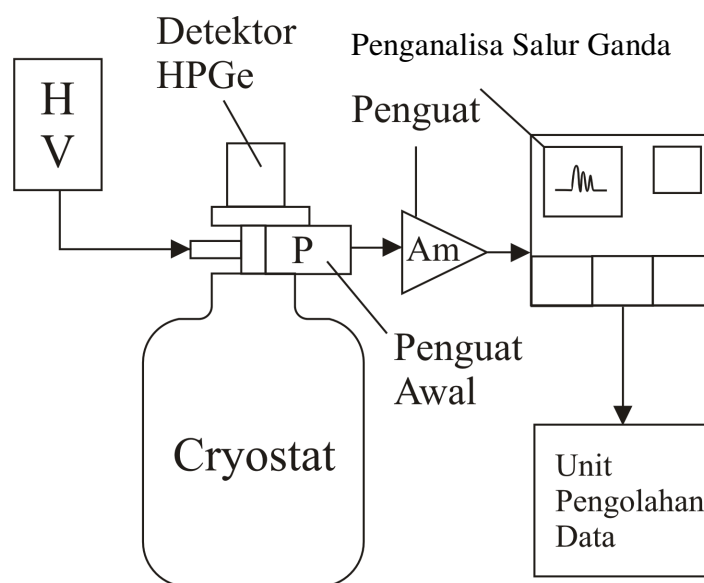 Detektor
HPGe
Penganalisa Salur Ganda
H
V
Penguat
P
Am
Penguat
Awal
Cryostat
Unit
Pengolahan
Data